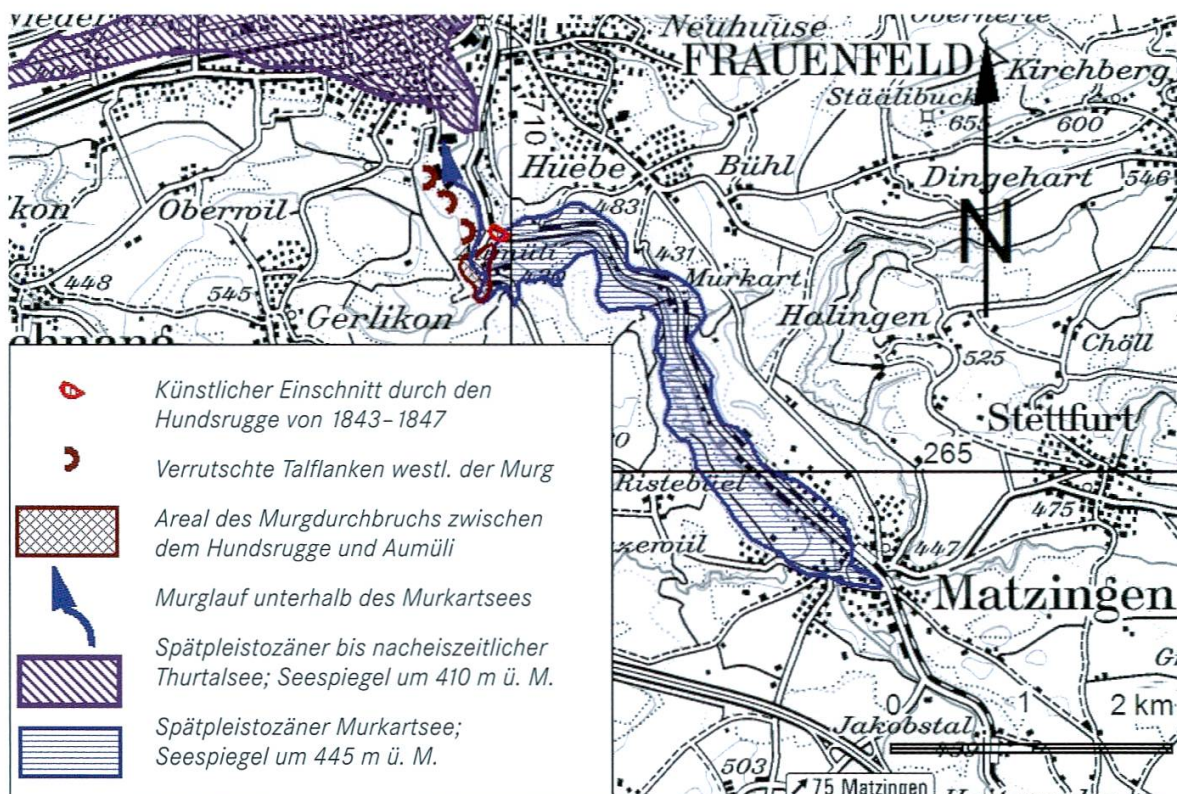 Neuhuuse
FRAUENFELD
Kirchberg
Stäälibuck
655
600
710
Huebe
Bühl
Dingehart
546
Oberwil
483
N
431
Murkart
448
545
Gerlikon
Halingen
Chöll
525
Stettfurt
265
Ristebüel
475
447
Matzingen
0 1 2 km
Jakobstal
503
75 Matzingen
Künstlicher Einschnitt durch den
Hundsrugge von 1843–1847
Verrutschte Talflanken westl. der Murg
Areal des Murgdurchbruchs zwischen
dem Hundsrugge und Aumüli
Murglauf unterhalb des Murkartsees
Spätpleistozäner bis nacheiszeitlicher
Thurtalsee; Seespiegel um 410 m ü. M.
Spätpleistozäner Murkartsee;
Seespiegel um 445 m ü. M.